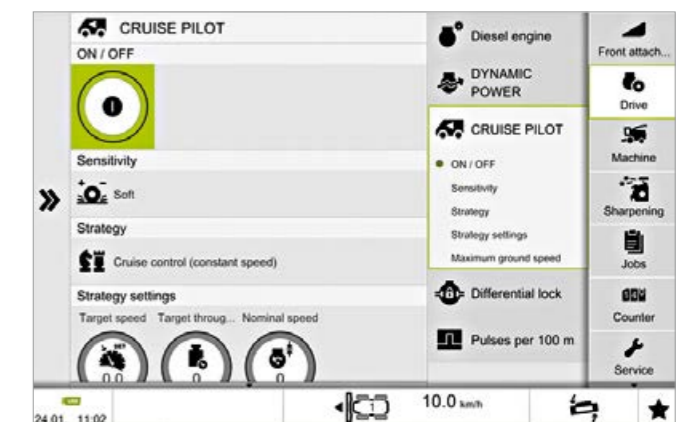 CRUISE PILOT
ON / OFF
Sensitivity
Soft
Strategy
Cruise control (constant speed)
Strategy settings
Target speed Target throug... Nominal speed
SET
0.0 0 0
Diesel engine
DYNAMIC
POWER
CRUISE PILOT
ON / OFF
Sensitivity
Strategy
Strategy settings
Maximum ground speed
Differential lock
Pulses per 100 m
Front attach...
Drive
Machine
Sharpening
Jobs
Counter
Service
24.01 11:02
1
10.0 km/h